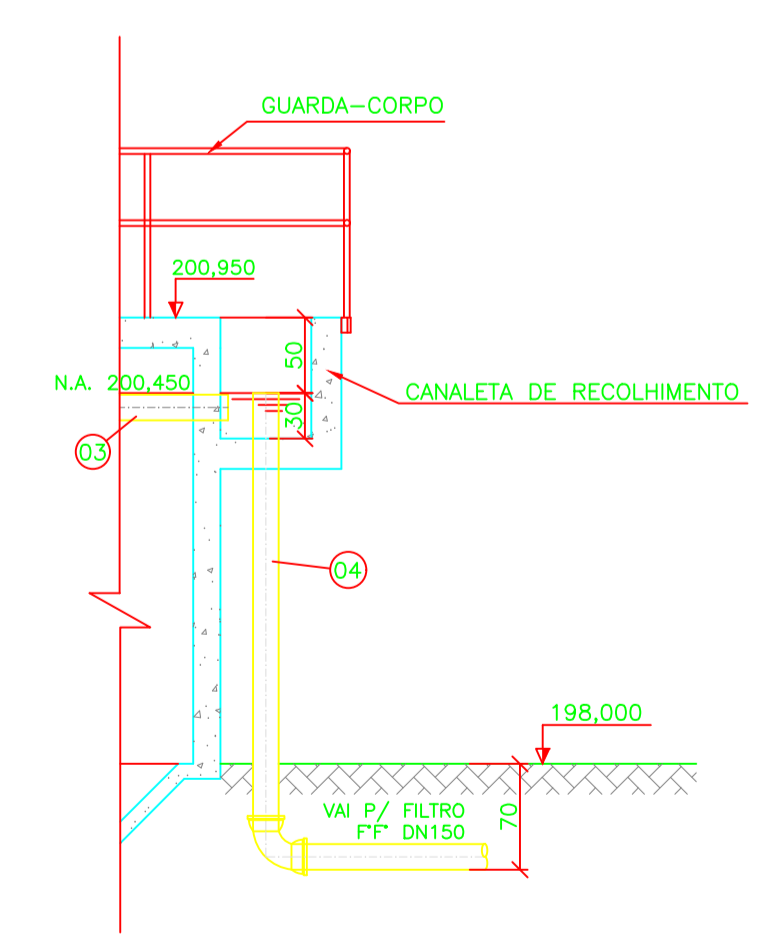 GUARDA-CORPO
200,950
50
N.A. 200,450
CANALETA DE RECOLHIMENTO
30
03
04
198,000
VAI P/ FILTRO
F°F° DN150
70